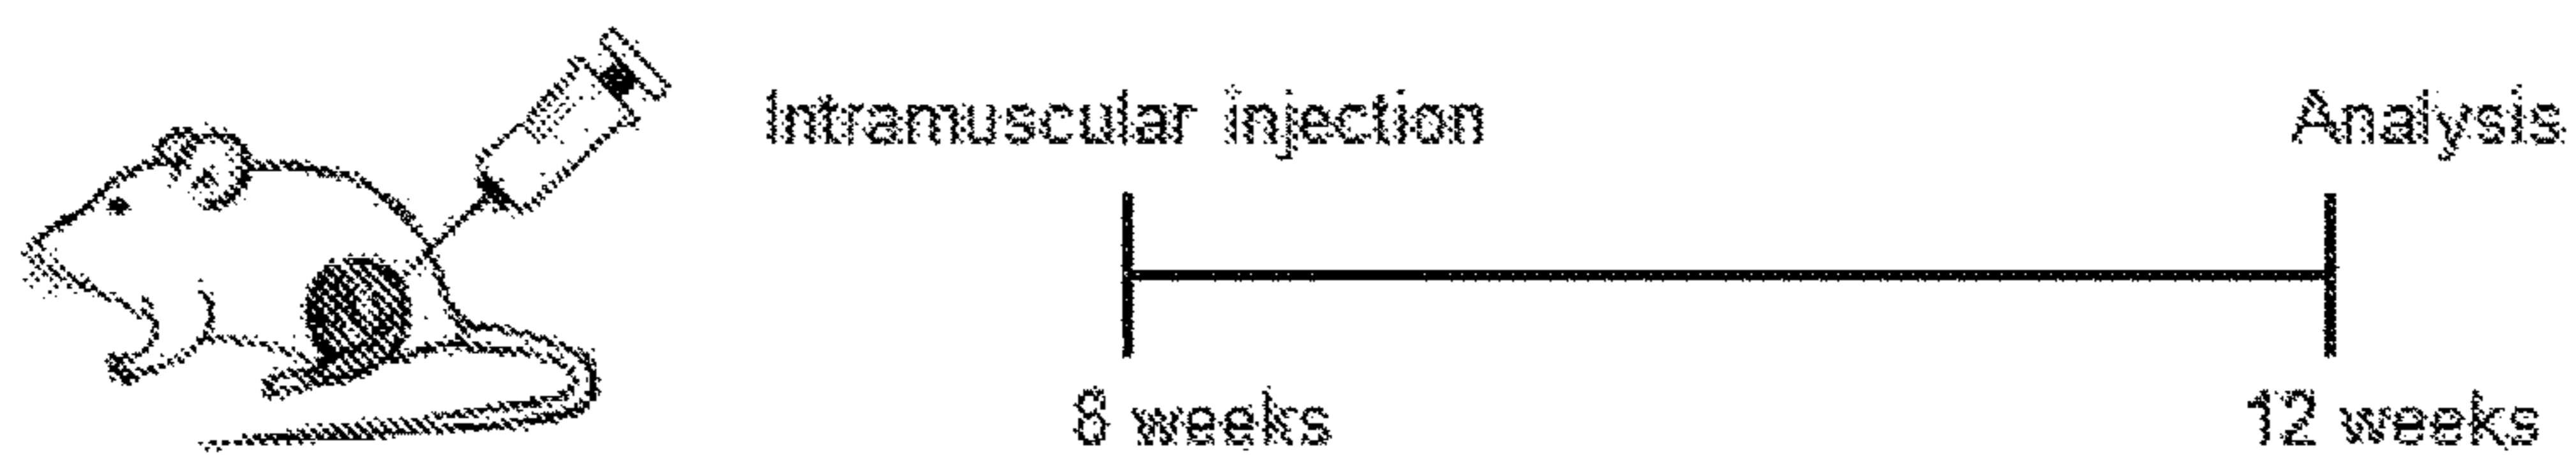 Intramuscular injection
Analysis
8 weeks
12 weeks